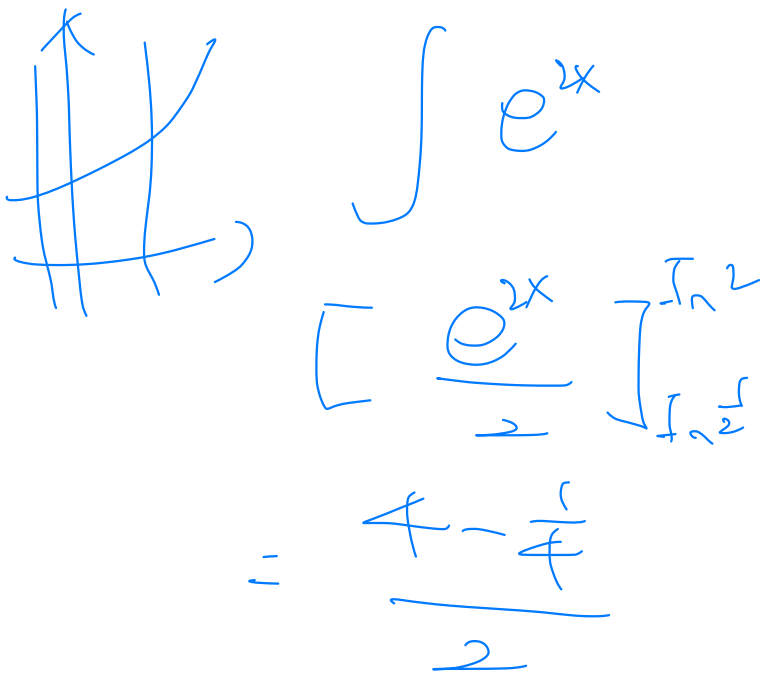 ∫ e^{2x}
[ e^{2x} / 2 ]_{ln 1/2}^{ln 2}
= (4 - 1/4) / 2